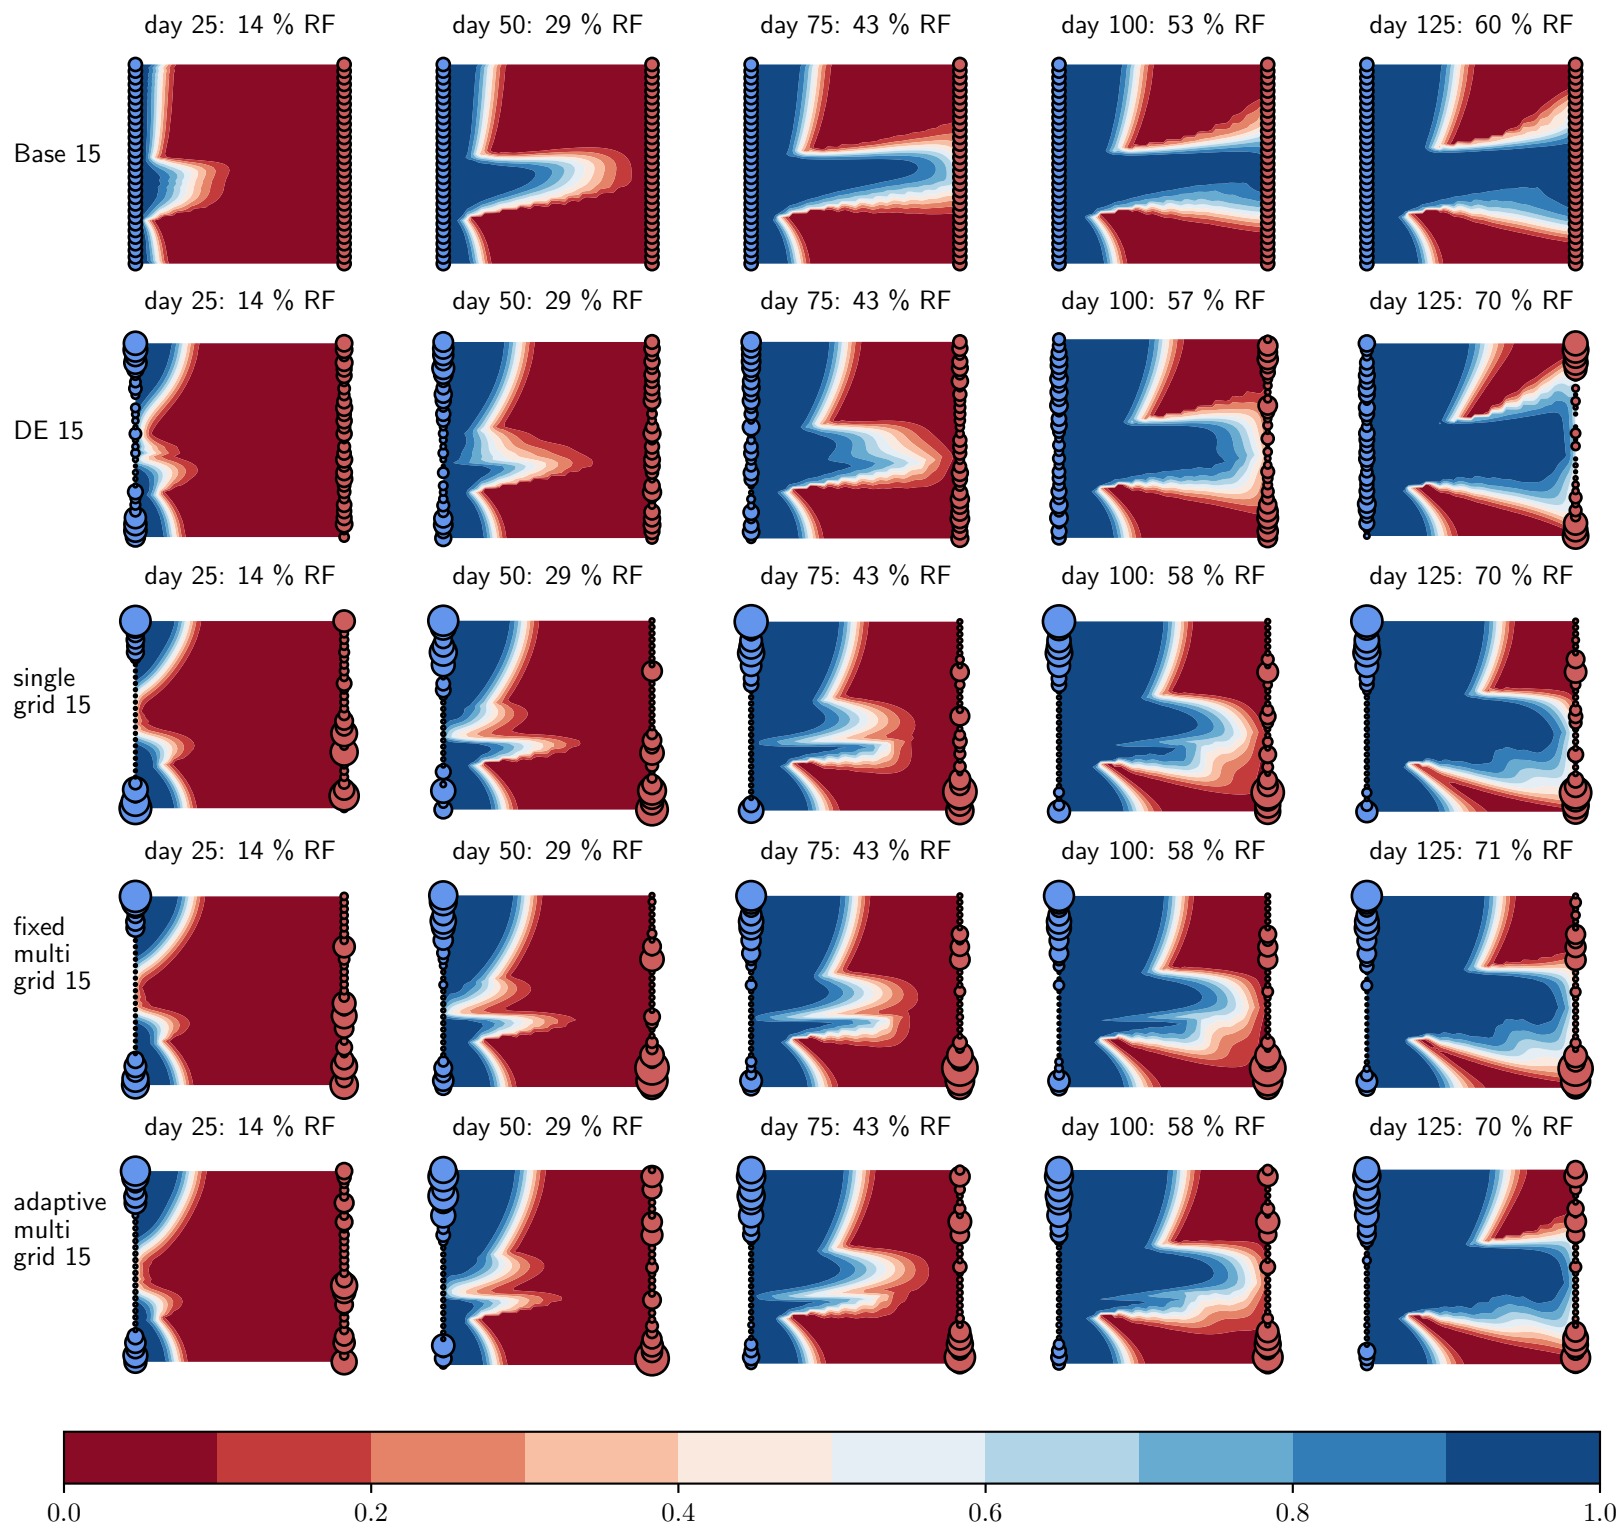 day 25: 14 % RF
day 50: 29 % RF
day 75: 43 % RF
day 100: 53 % RF
day 125: 60 % RF
Base 15
day 25: 14 % RF
day 50: 29 % RF
day 75: 43 % RF
day 100: 57 % RF
day 125: 70 % RF
DE 15
day 25: 14 % RF
day 50: 29 % RF
day 75: 43 % RF
day 100: 58 % RF
day 125: 70 % RF
single
grid 15
day 25: 14 % RF
day 50: 29 % RF
day 75: 43 % RF
day 100: 58 % RF
day 125: 71 % RF
fixed
multi
grid 15
day 25: 14 % RF
day 50: 29 % RF
day 75: 43 % RF
day 100: 58 % RF
day 125: 70 % RF
adaptive
multi
grid 15
0.0
0.2
0.4
0.6
0.8
1.0